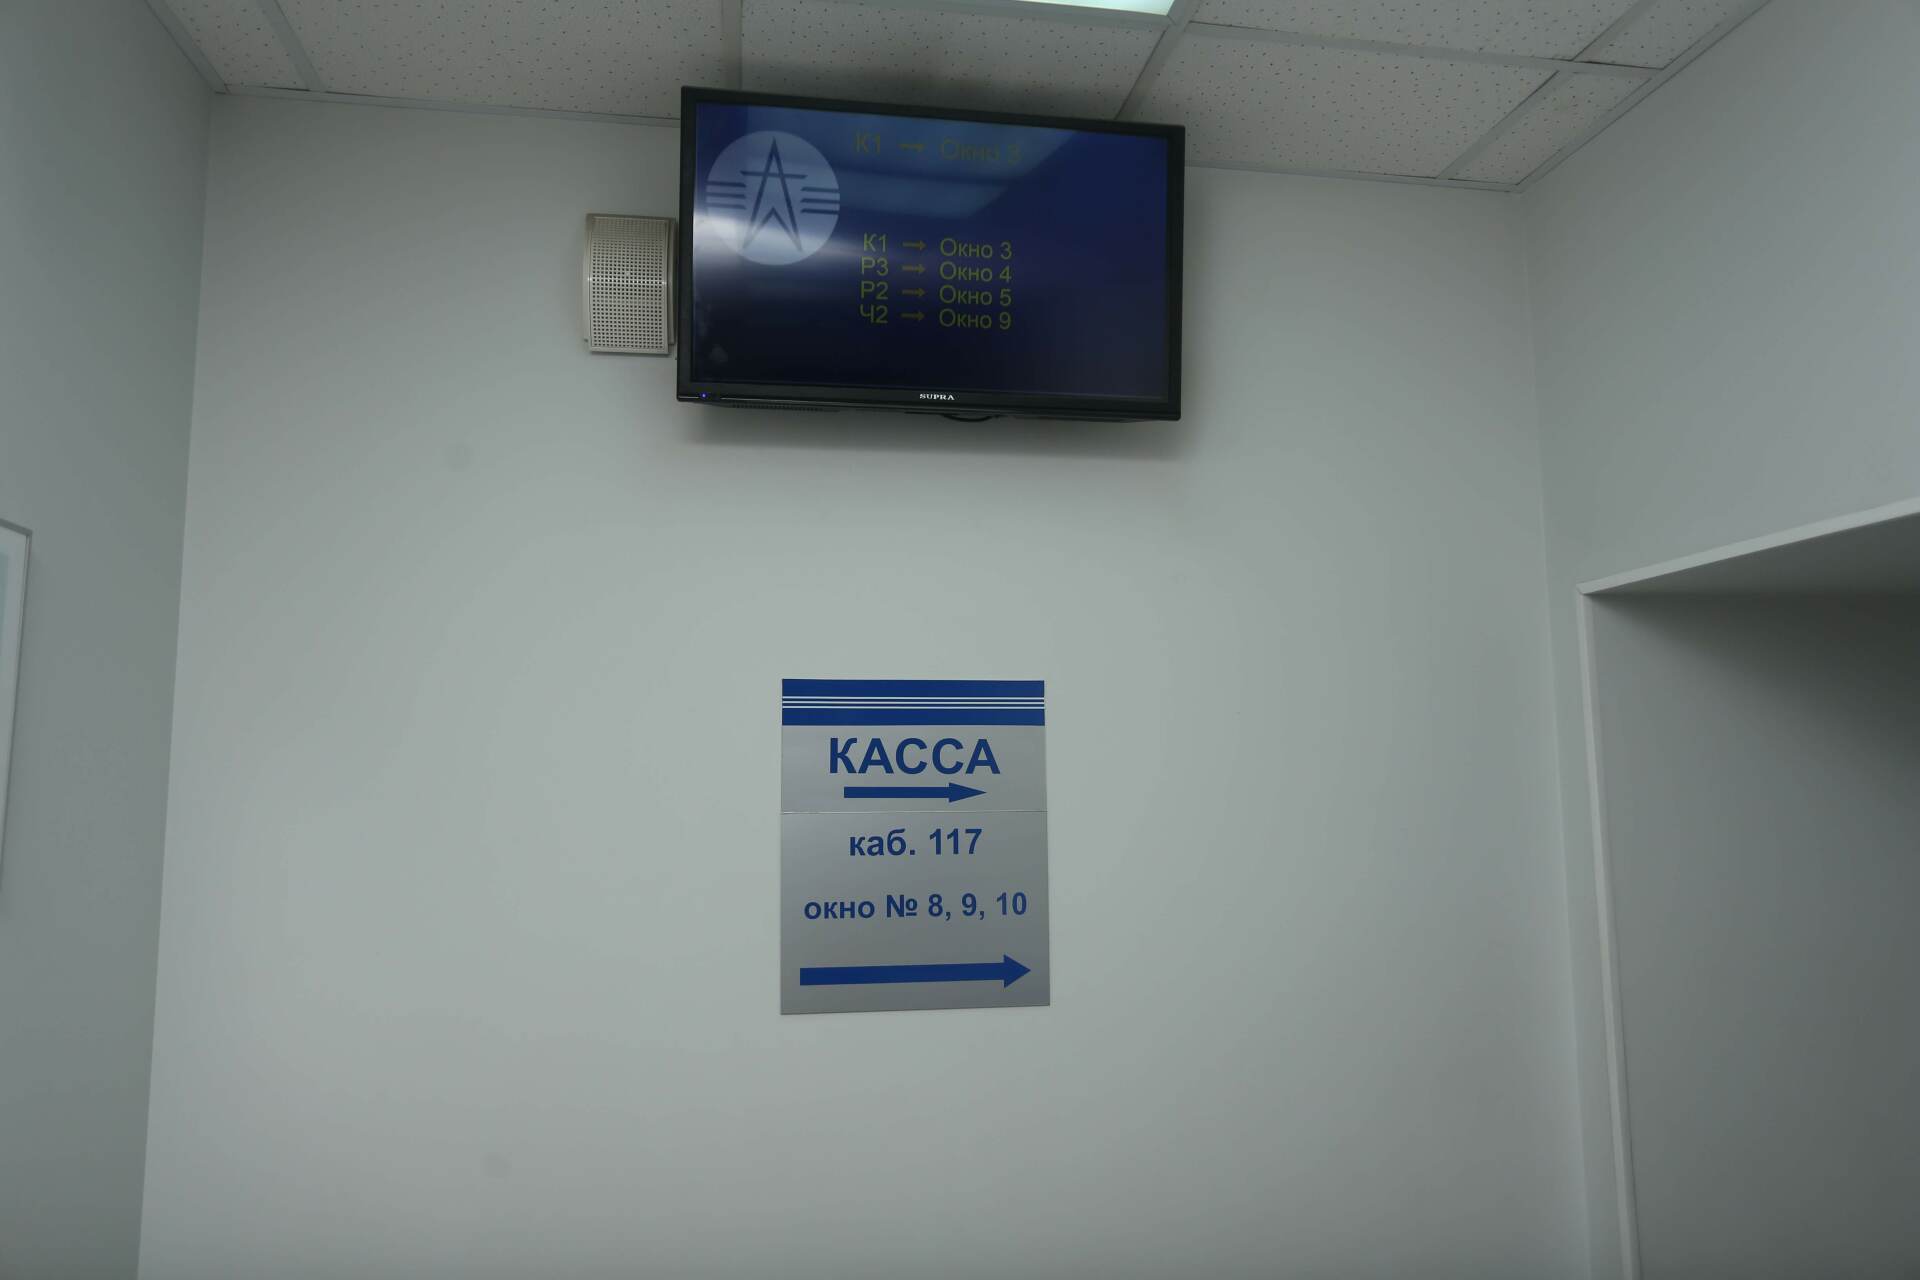 К1 → Окно 3
К1 → Окно 3
Р3 → Окно 4
Р2 → Окно 5
Ч2 → Окно 9
SUPRA
КАССА
каб. 117
окно № 8, 9, 10